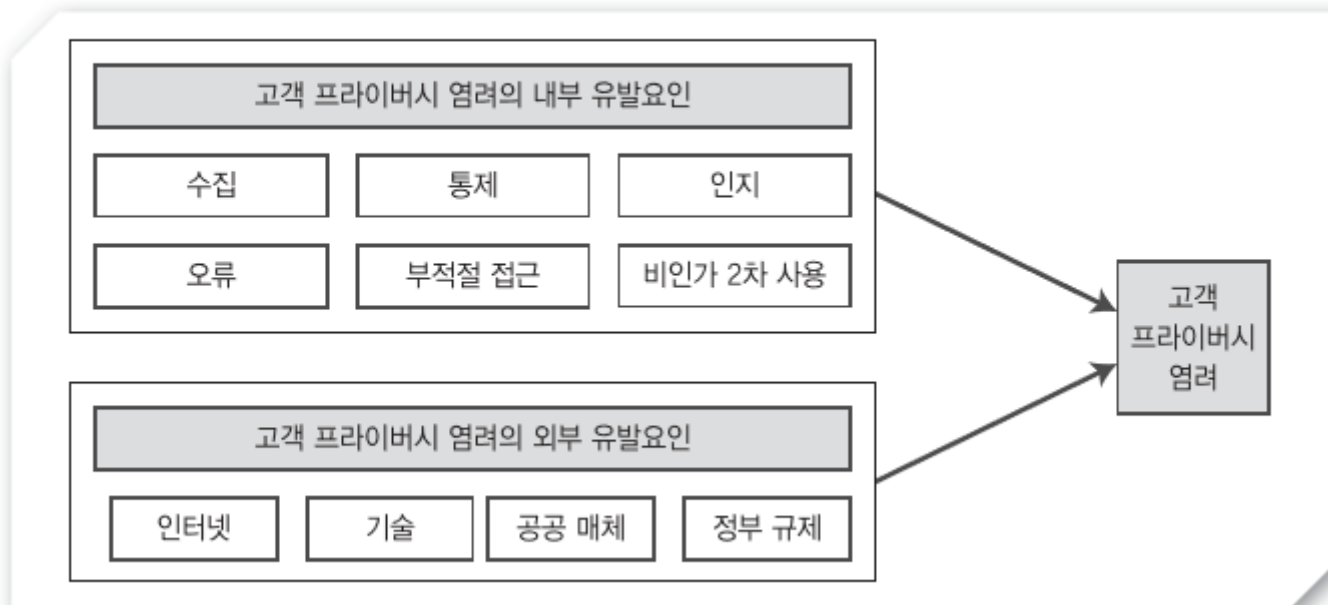 고객 프라이버시 염려의 내부 유발요인
수집
통제
인지
오류
부적절 접근
비인가 2차 사용
고객
프라이버시
염려
고객 프라이버시 염려의 외부 유발요인
인터넷
기술
공공 매체
정부 규제